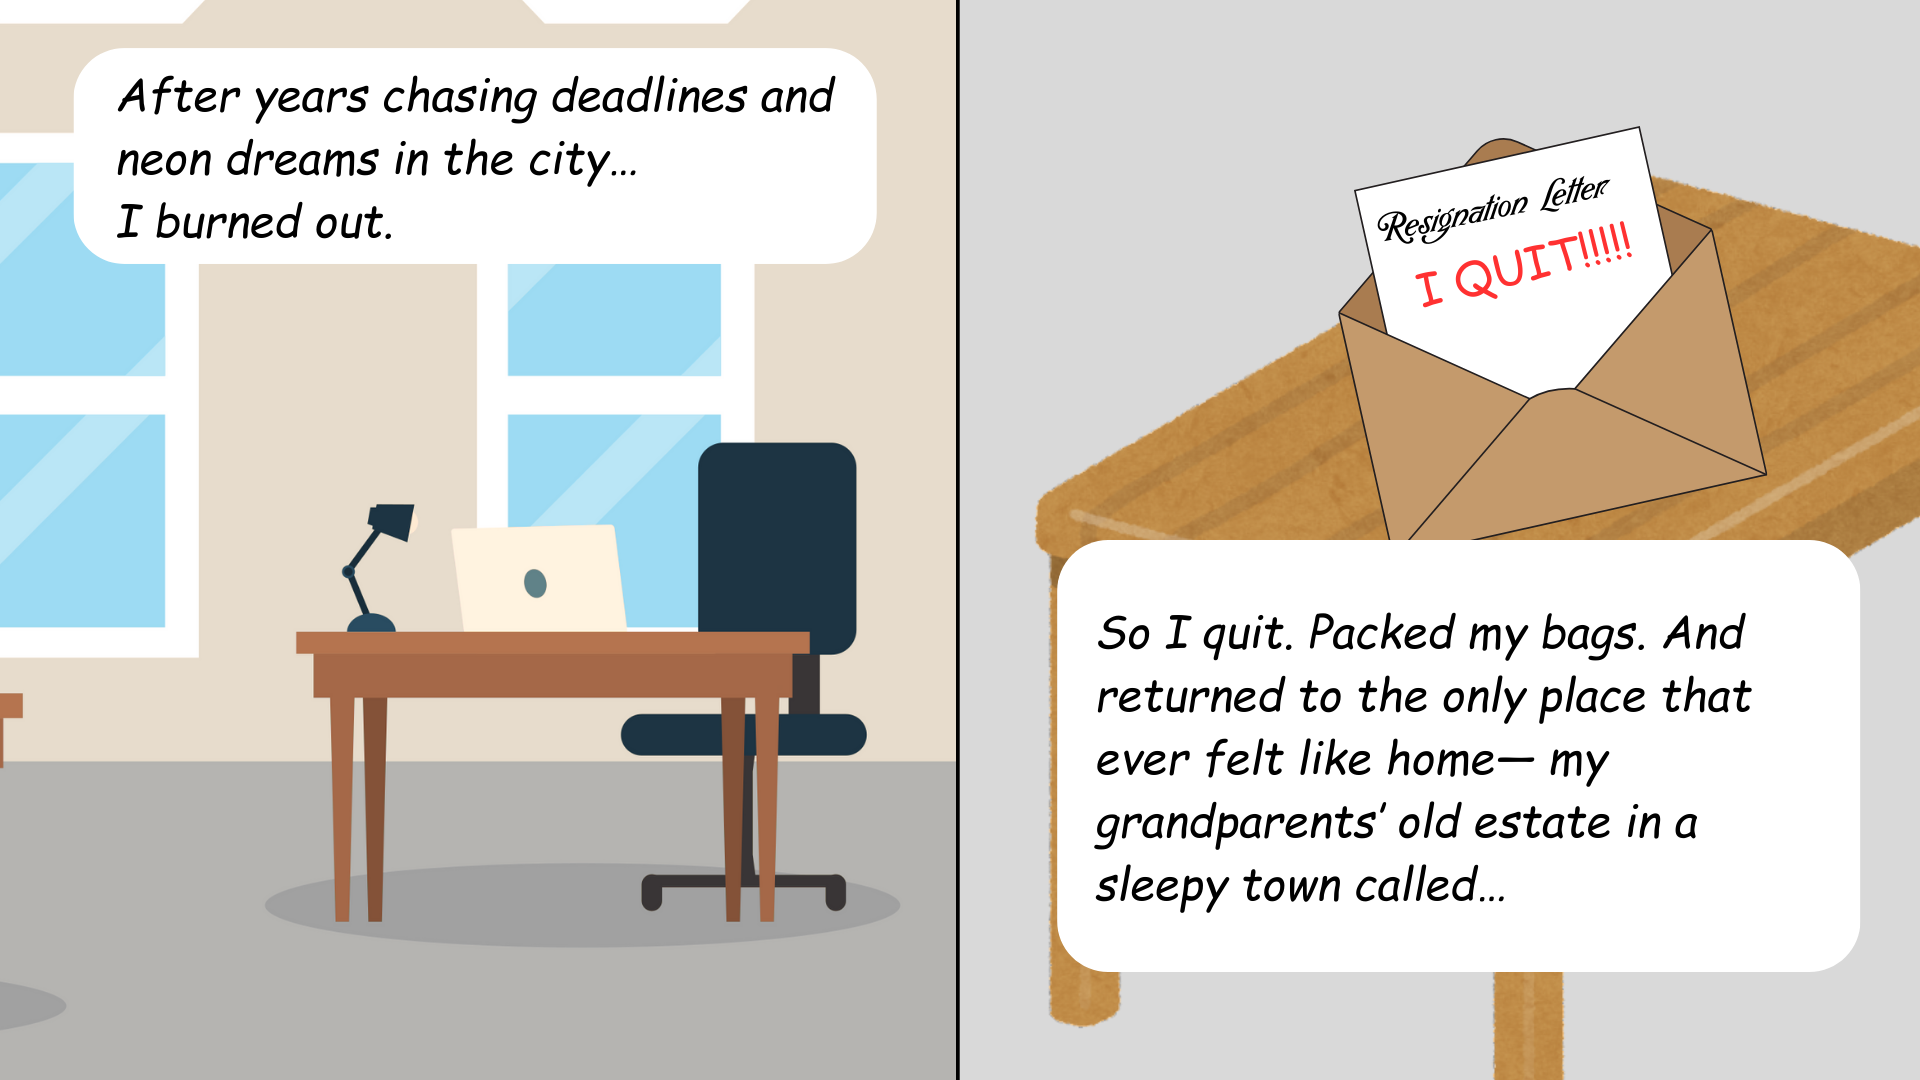 After years chasing deadlines and
neon dreams in the city...
I burned out.
Resignation Letter
I QUIT!!!!!
So I quit. Packed my bags. And
returned to the only place that
ever felt like home— my
grandparents' old estate in a
sleepy town called...